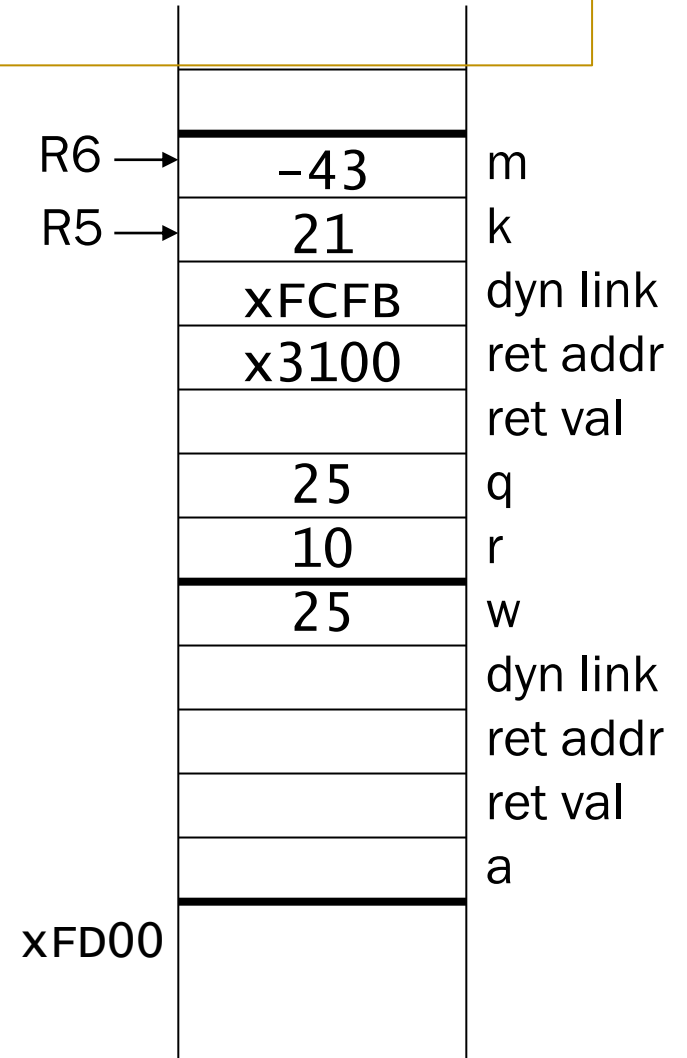 R6 -43 m
R5 21 k
xFCFB dyn link
x3100 ret addr
ret val
25 q
10 r
25 w
dyn link
ret addr
ret val
a
xFD00